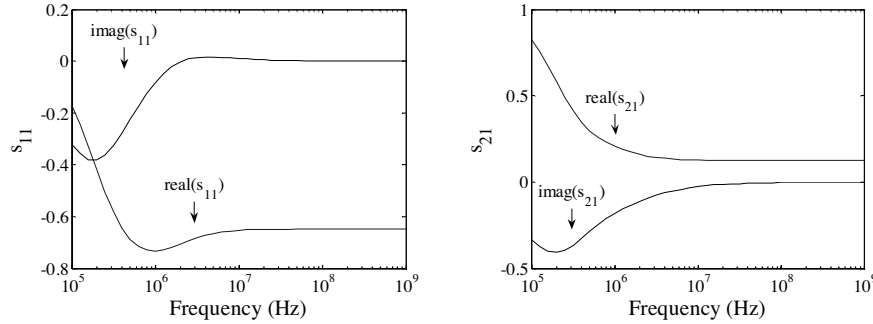 0.2
0
-0.2
-0.4
-0.6
-0.8
s11
imag(s11)
real(s11)
10^5 10^6 10^7 10^8 10^9
Frequency (Hz)
1
0.5
0
-0.5
s21
real(s21)
imag(s21)
10^5 10^6 10^7 10^8 10^9
Frequency (Hz)